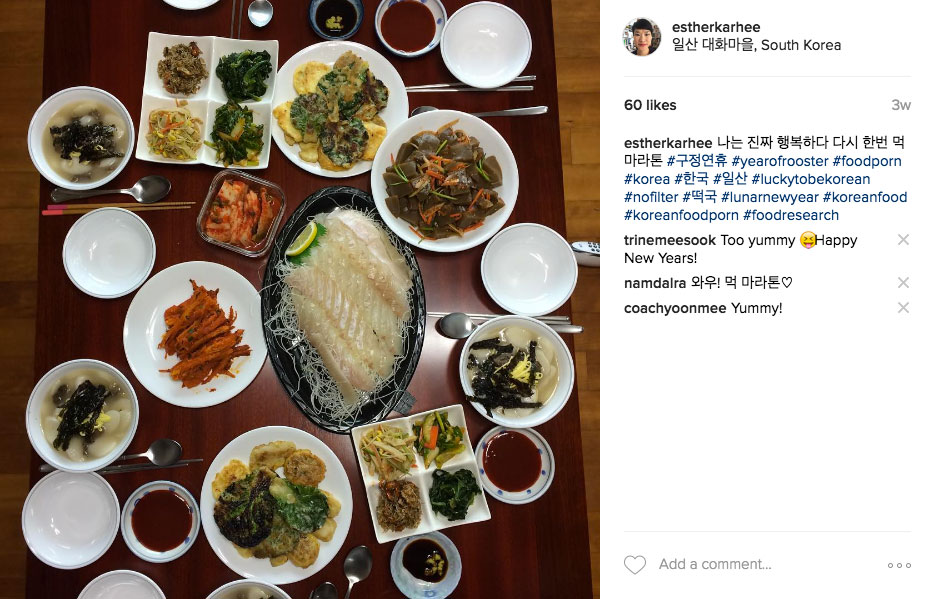 estherkarhee
일산 대화마을, South Korea
60 likes
3w
estherkarhee 나는 진짜 행복하다 다시 한번 먹
마라톤 #구정연휴 #yearofrooster #foodporn
#korea #한국 #일산 #luckytobekorean
#nofilter #떡국 #lunarnewyear #koreanfood
#koreanfoodporn #foodresearch
trinemeesook Too yummy 😝Happy
New Years!
namdalra 와우! 먹 마라톤♡
coachyoonmee Yummy!
Add a comment...